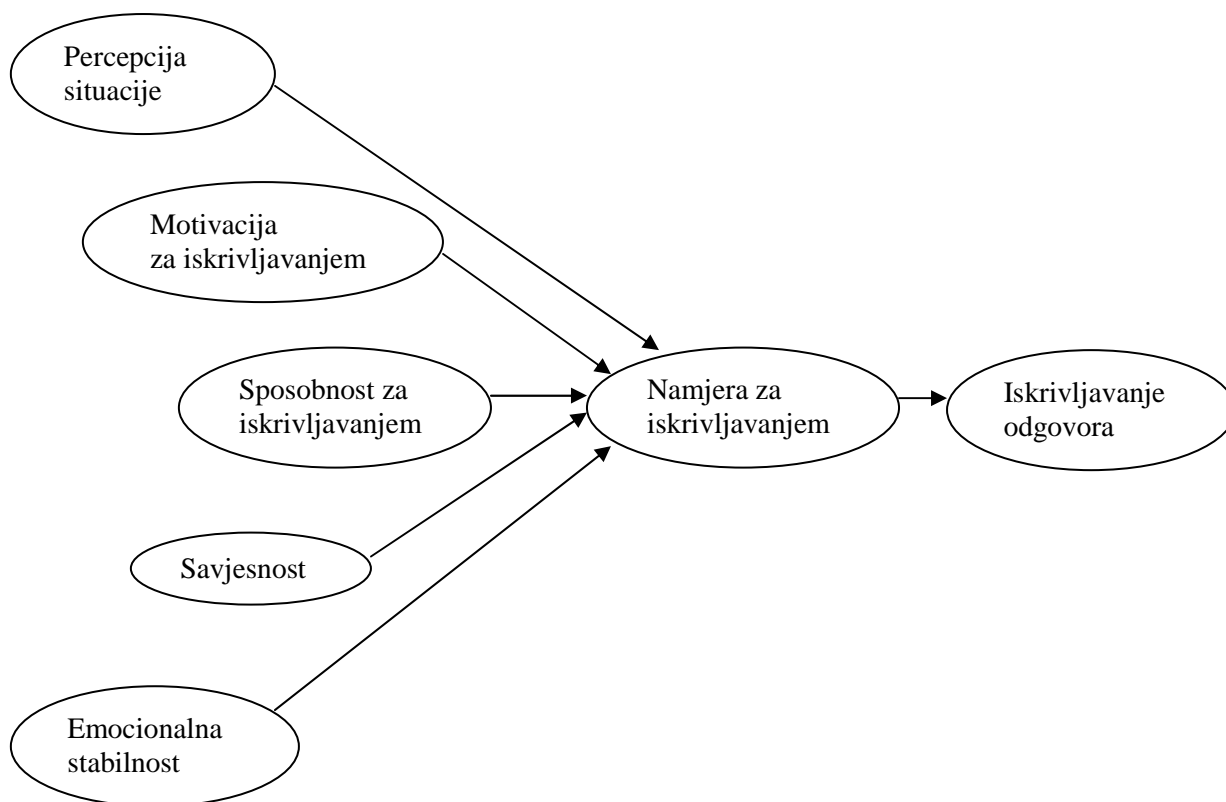 Percepcija
situacije
Motivacija
za iskrivljavanjem
Sposobnost za
iskrivljavanjem
Namjera za
iskrivljavanjem
Iskrivljavanje
odgovora
Savjesnost
Emocionalna
stabilnost